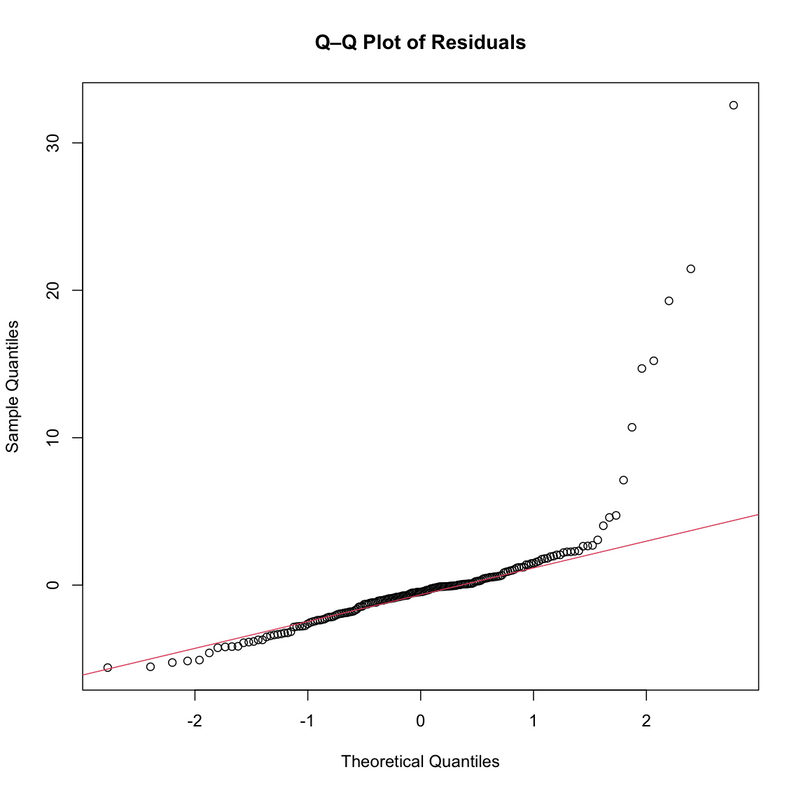 Q–Q Plot of Residuals
30
20
10
0
Sample Quantiles
-2 -1 0 1 2
Theoretical Quantiles